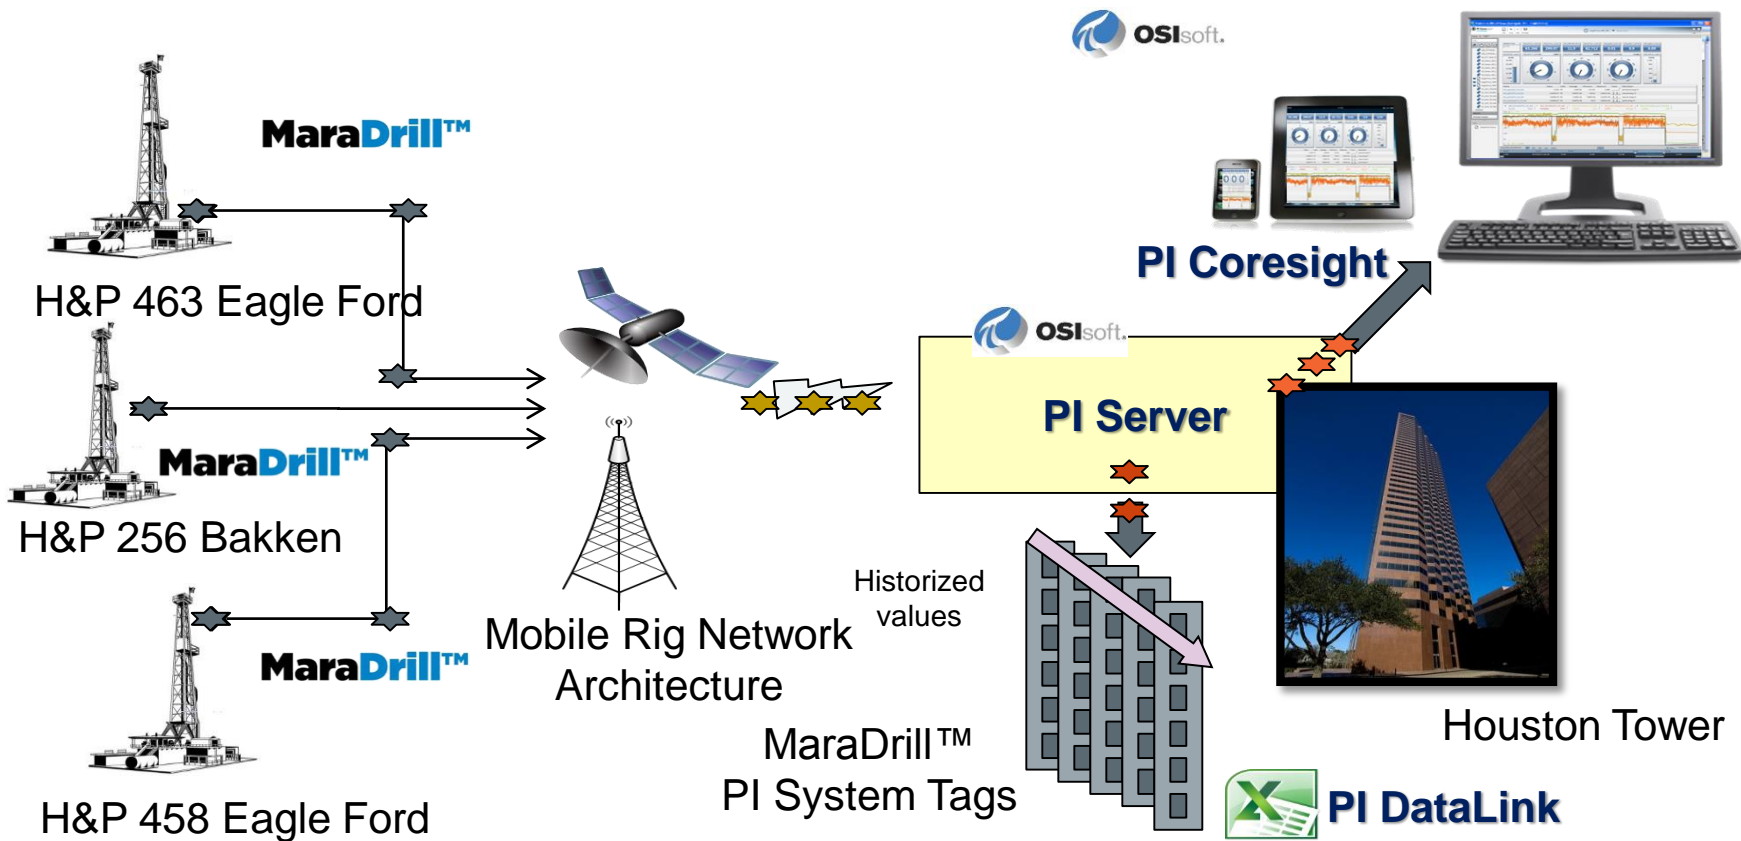 OSIsoft.
MaraDrill™
H&P 463 Eagle Ford
PI Coresight
OSIsoft.
PI Server
MaraDrill™
H&P 256 Bakken
Historized
values
Mobile Rig Network
Architecture
MaraDrill™
H&P 458 Eagle Ford
MaraDrill™
PI System Tags
Houston Tower
PI DataLink